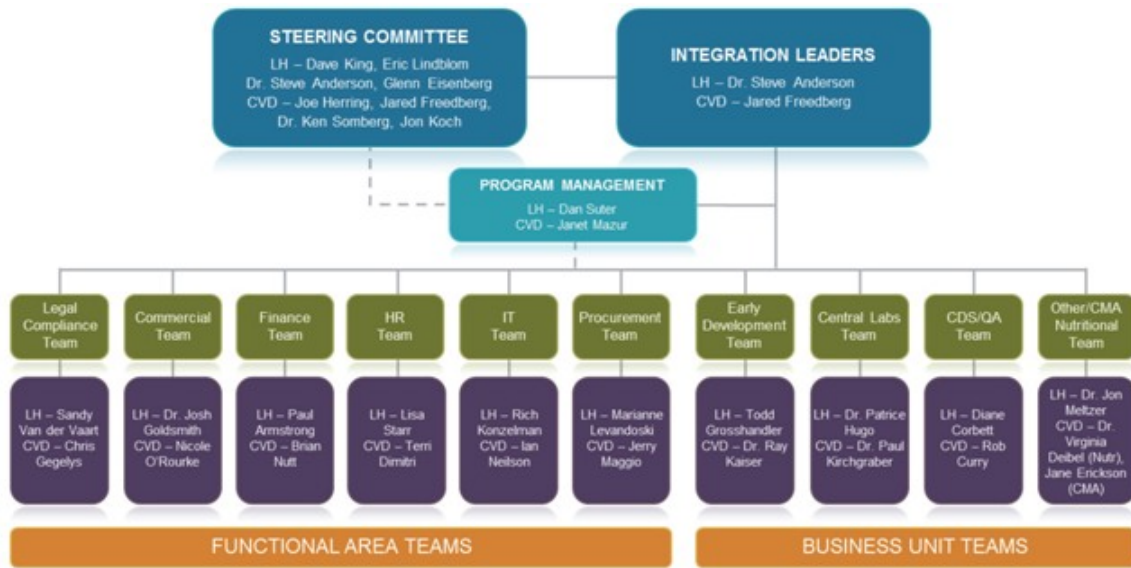 STEERING COMMITTEE
LH – Dave King, Eric Lindblom
Dr. Steve Anderson, Glenn Eisenberg
CVD – Joe Herring, Jared Freedberg,
Dr. Ken Somberg, Jon Koch
INTEGRATION LEADERS
LH – Dr. Steve Anderson
CVD – Jared Freedberg
PROGRAM MANAGEMENT
LH – Dan Suter
CVD – Janet Mazur
Legal
Compliance
Team
Commercial
Team
Finance
Team
HR
Team
IT
Team
Procurement
Team
Early
Development
Team
Central Labs
Team
CDS/QA
Team
Other/CMA
Nutritional
Team
LH – Sandy
Van der Vaart
CVD – Chris
Gegelys
LH – Dr. Josh
Goldsmith
CVD – Nicole
O'Rourke
LH – Paul
Armstrong
CVD – Brian
Nutt
LH – Lisa
Starr
CVD – Terri
Dimitri
LH – Rich
Konzelman
CVD – Ian
Neilson
LH – Marianne
Levandoski
CVD – Jerry
Maggio
LH – Todd
Grosshandler
CVD – Dr. Ray
Kaiser
LH – Dr. Patrice
Hugo
CVD – Dr. Paul
Kirchgraber
LH – Diane
Corbett
CVD – Rob
Curry
LH – Dr. Jon
Meltzer
CVD – Dr.
Virginia
Deibel (Nutr),
Jane Erickson
(CMA)
FUNCTIONAL AREA TEAMS
BUSINESS UNIT TEAMS